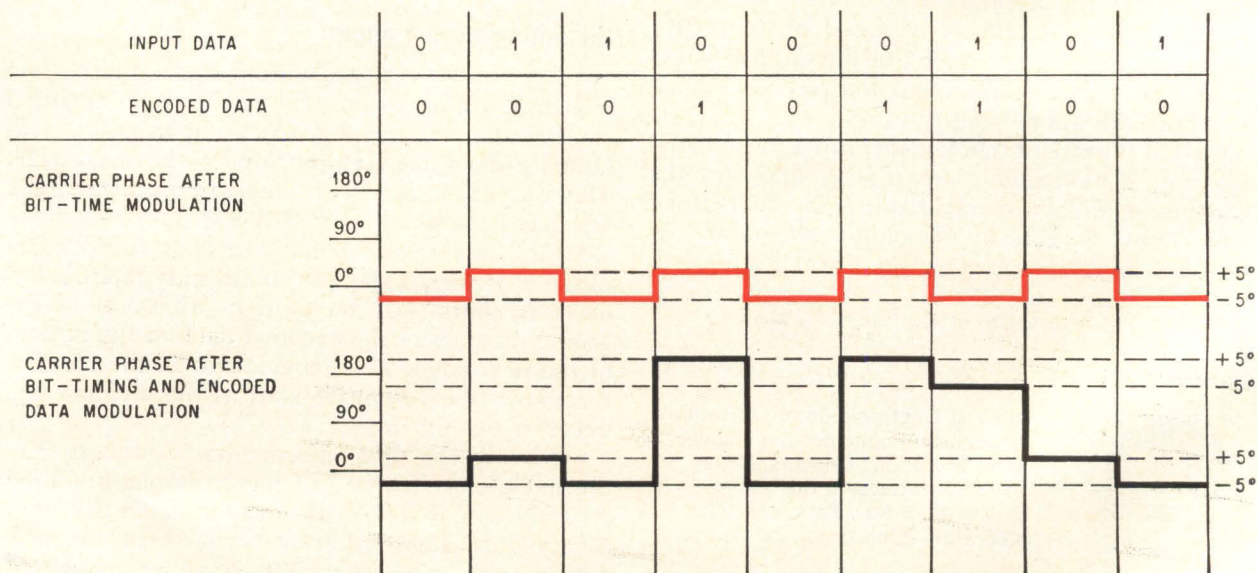 INPUT DATA 0 1 1 0 0 0 1 0 1
ENCODED DATA 0 0 0 1 0 1 1 0 0
CARRIER PHASE AFTER
BIT-TIME MODULATION
180°
90°
0°
+5°
-5°
CARRIER PHASE AFTER
BIT-TIMING AND ENCODED
DATA MODULATION
180°
90°
0°
+5°
-5°
+5°
-5°